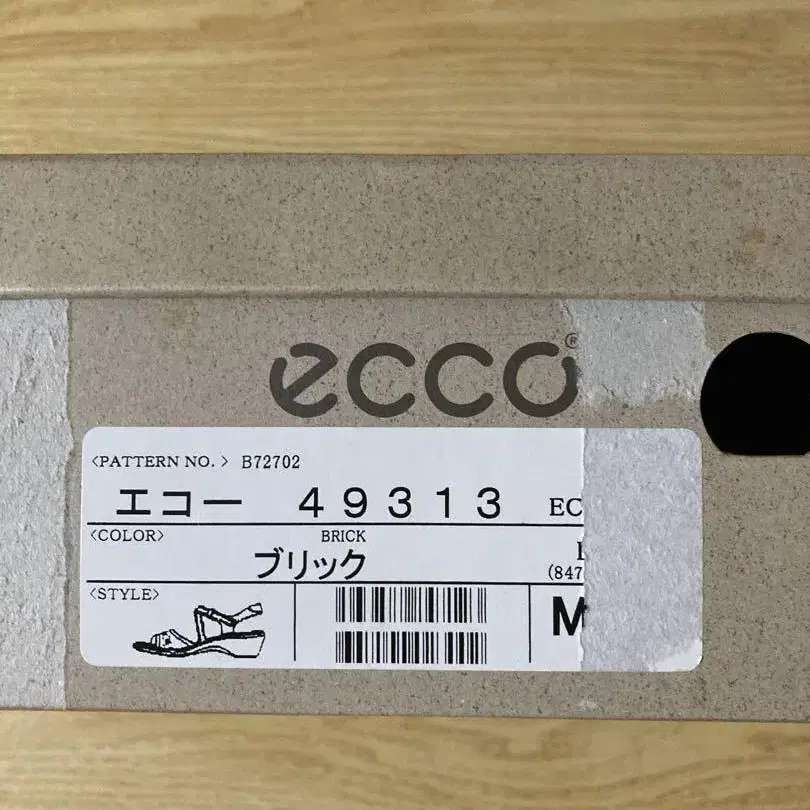 ecco®
<PATTERN NO.> B72702
エコー 49313 EC
<COLOR> BRICK
ブリック
(847
<STYLE>
M